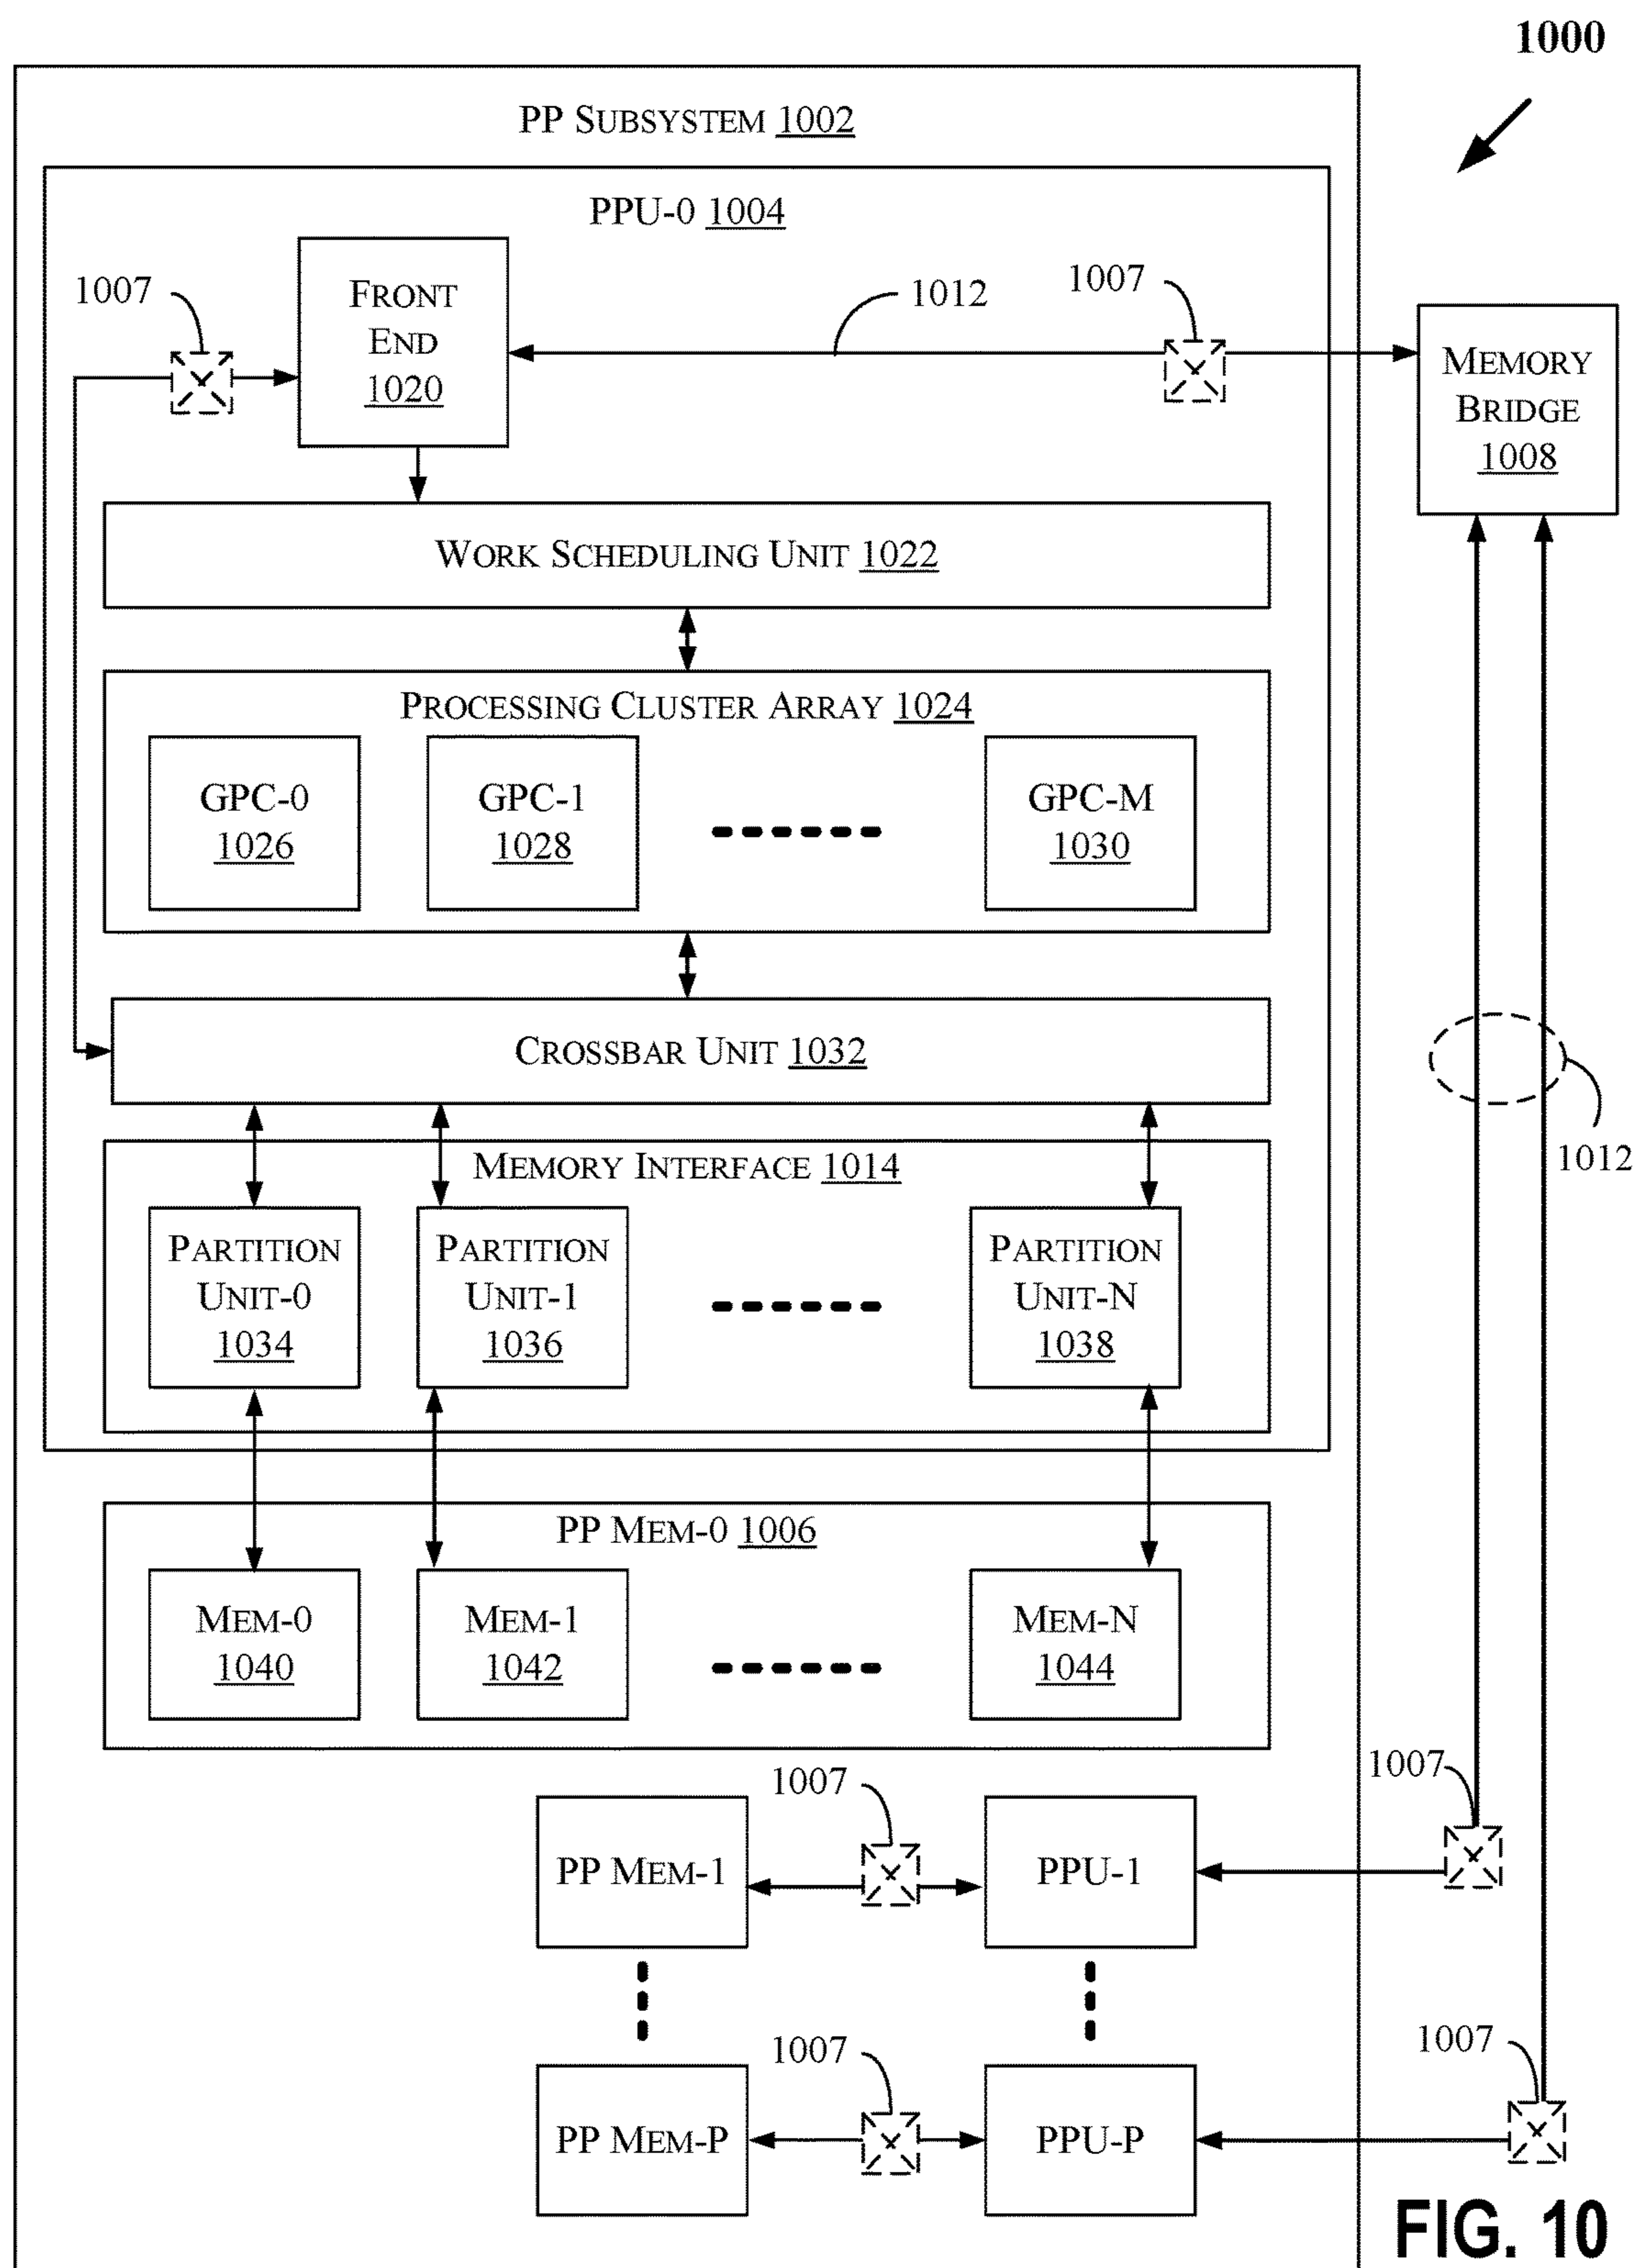 1000
PP SUBSYSTEM 1002
PPU-0 1004
1007
FRONT
END
1020
1012
1007
MEMORY
BRIDGE
1008
WORK SCHEDULING UNIT 1022
PROCESSING CLUSTER ARRAY 1024
GPC-0
1026
GPC-1
1028
GPC-M
1030
CROSSBAR UNIT 1032
1012
MEMORY INTERFACE 1014
PARTITION
UNIT-0
1034
PARTITION
UNIT-1
1036
PARTITION
UNIT-N
1038
PP MEM-0 1006
MEM-0
1040
MEM-1
1042
MEM-N
1044
1007
1007
PP MEM-1
PPU-1
1007
1007
PP MEM-P
PPU-P
FIG. 10